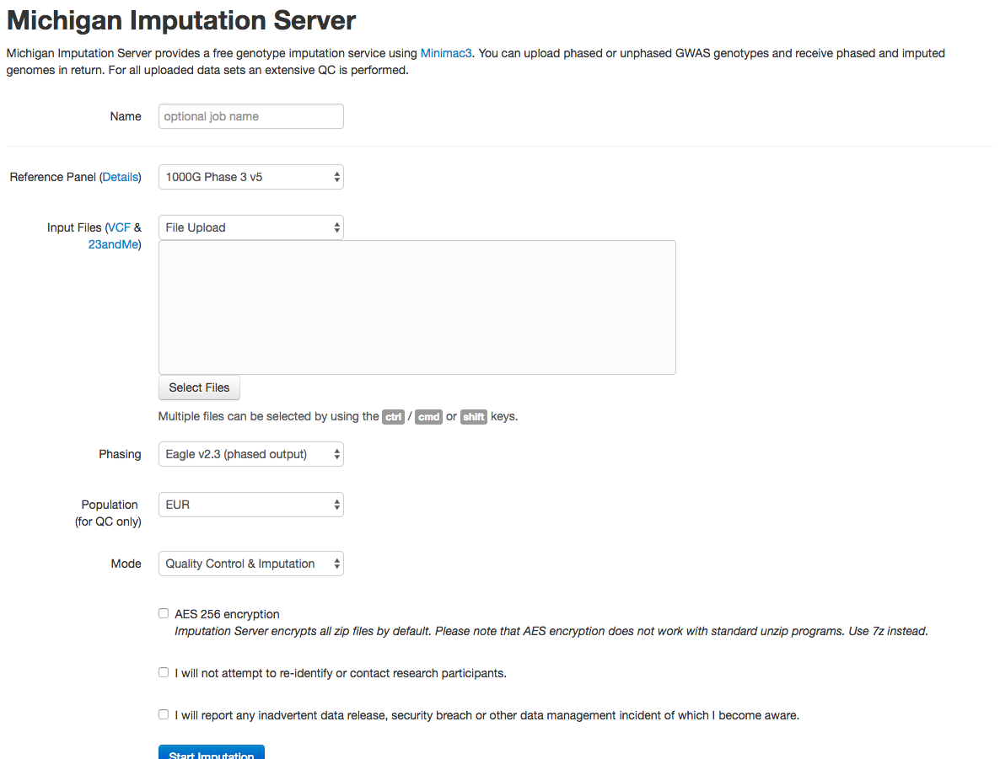 Michigan Imputation Server
Michigan Imputation Server provides a free genotype imputation service using Minimac3. You can upload phased or unphased GWAS genotypes and receive phased and imputed
genomes in return. For all uploaded data sets an extensive QC is performed.
Name optional job name
Reference Panel (Details) 1000G Phase 3 v5
Input Files (VCF & File Upload
23andMe)
Select Files
Multiple files can be selected by using the ctrl / cmd or shift keys.
Phasing Eagle v2.3 (phased output)
Population EUR
(for QC only)
Mode Quality Control & Imputation
AES 256 encryption
Imputation Server encrypts all zip files by default. Please note that AES encryption does not work with standard unzip programs. Use 7z instead.
I will not attempt to re-identify or contact research participants.
I will report any inadvertent data release, security breach or other data management incident of which I become aware.
Start Imputation